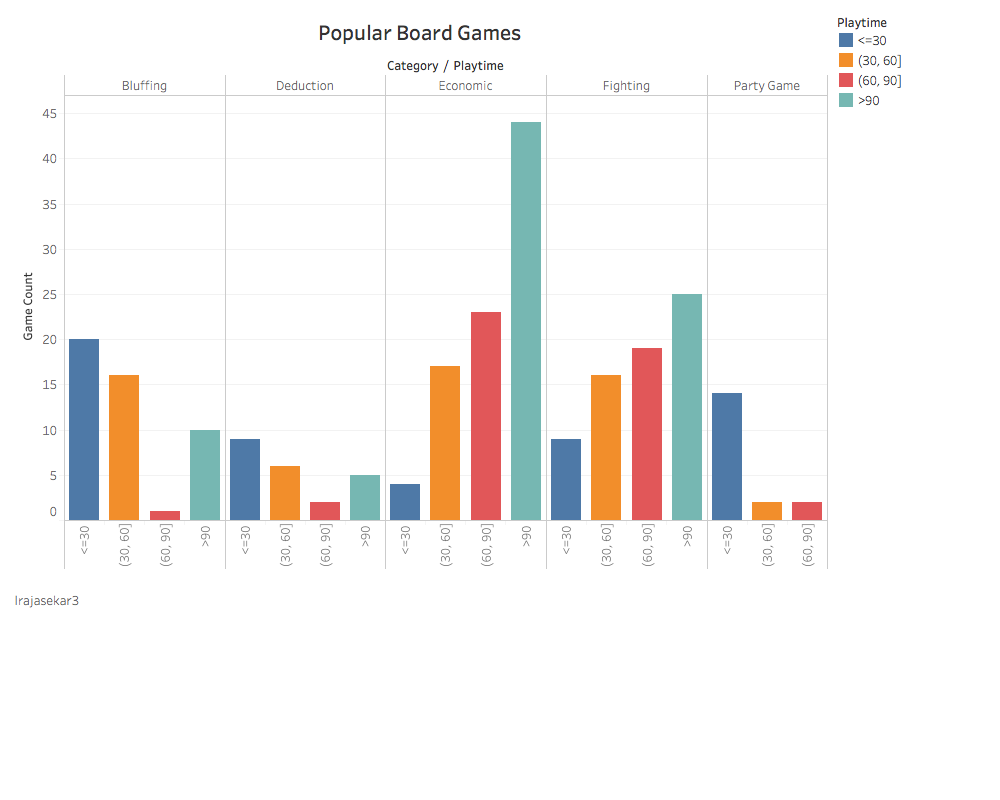 Popular Board Games
Category / Playtime
Bluffing Deduction Economic Fighting Party Game
Game Count
45
40
35
30
25
20
15
10
5
0
<=30 (30, 60] (60, 90] >90 <=30 (30, 60] (60, 90] >90 <=30 (30, 60] (60, 90] >90 <=30 (30, 60] (60, 90] >90 <=30 (30, 60] (60, 90]
Playtime
<=30
(30, 60]
(60, 90]
>90
lrajasekar3